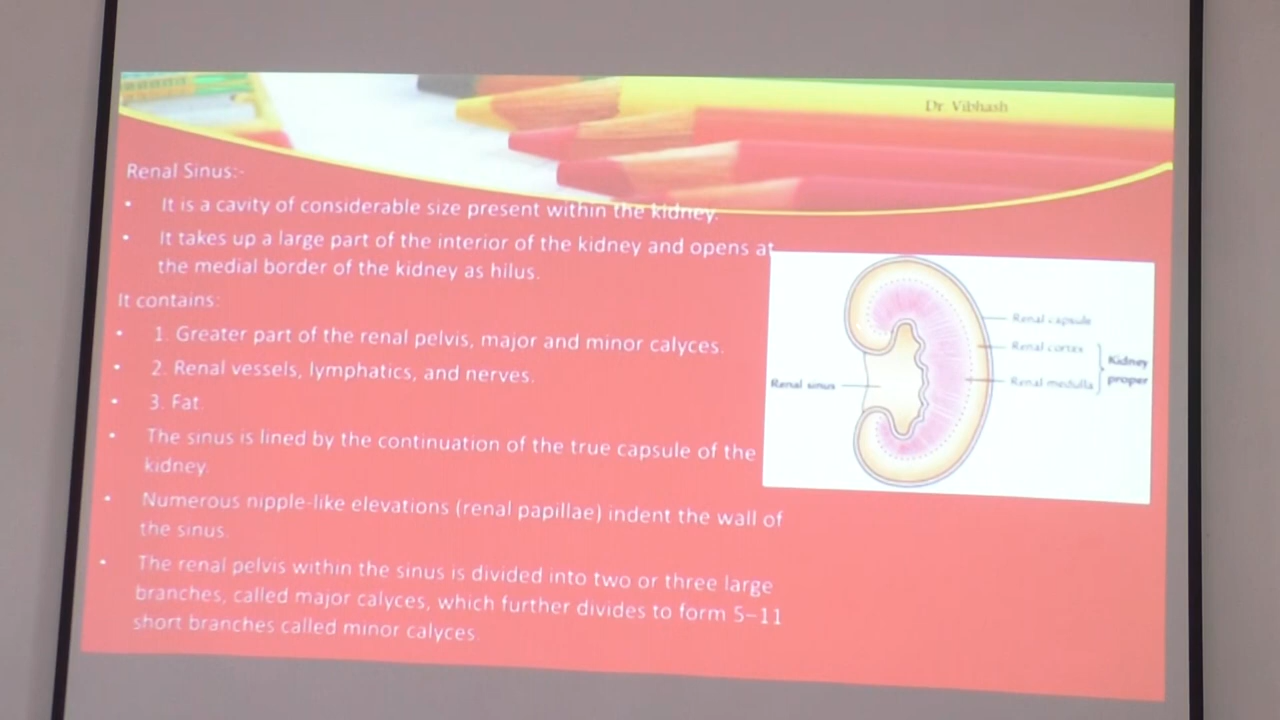 Dr. Vibhash
Renal Sinus:-
• It is a cavity of considerable size present within the kidney.
• It takes up a large part of the interior of the kidney and opens at
the medial border of the kidney as hilus.
It contains:
• 1. Greater part of the renal pelvis, major and minor calyces.
• 2. Renal vessels, lymphatics, and nerves.
• 3. Fat.
• The sinus is lined by the continuation of the true capsule of the
kidney.
• Numerous nipple-like elevations (renal papillae) indent the wall of
the sinus.
• The renal pelvis within the sinus is divided into two or three large
branches, called major calyces, which further divides to form 5–11
short branches called minor calyces.
Renal capsule
Renal cortex
Renal medulla
Kidney
proper
Renal sinus